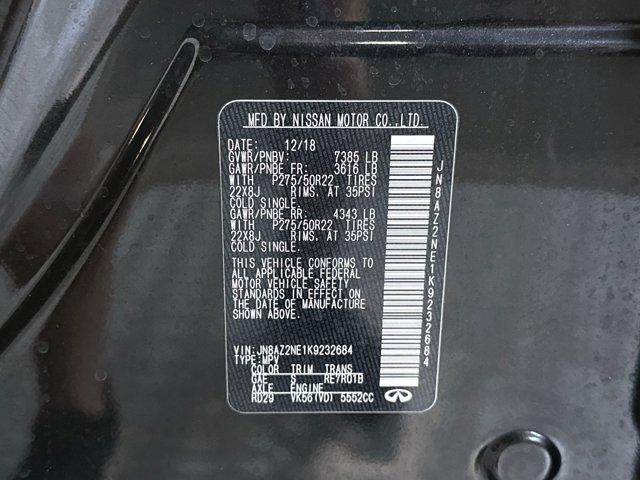 MFD BY NISSAN MOTOR CO.,LTD.
DATE: 12/18
GVWR/PNBV: 7385 LB
GAWR/PNBE FR: 3616 LB
WITH P275/50R22 TIRES
22X8J RIMS. AT 35PSI
COLD SINGLE.
GAWR/PNBE RR: 4343 LB
WITH P275/50R22 TIRES
22X8J RIMS. AT 35PSI
COLD SINGLE.
THIS VEHICLE CONFORMS TO
ALL APPLICABLE FEDERAL
MOTOR VEHICLE SAFETY
STANDARDS IN EFFECT ON
THE DATE OF MANUFACTURE
SHOWN ABOVE.
VIN: JN8AZ2NE1K9232684
TYPE: MPV
COLOR TRIM TRANS
GAE S RE7R01B
AXLE ENGINE
RD29 VK56(VD) 5552CC
JN8AZ2NE1K9232684